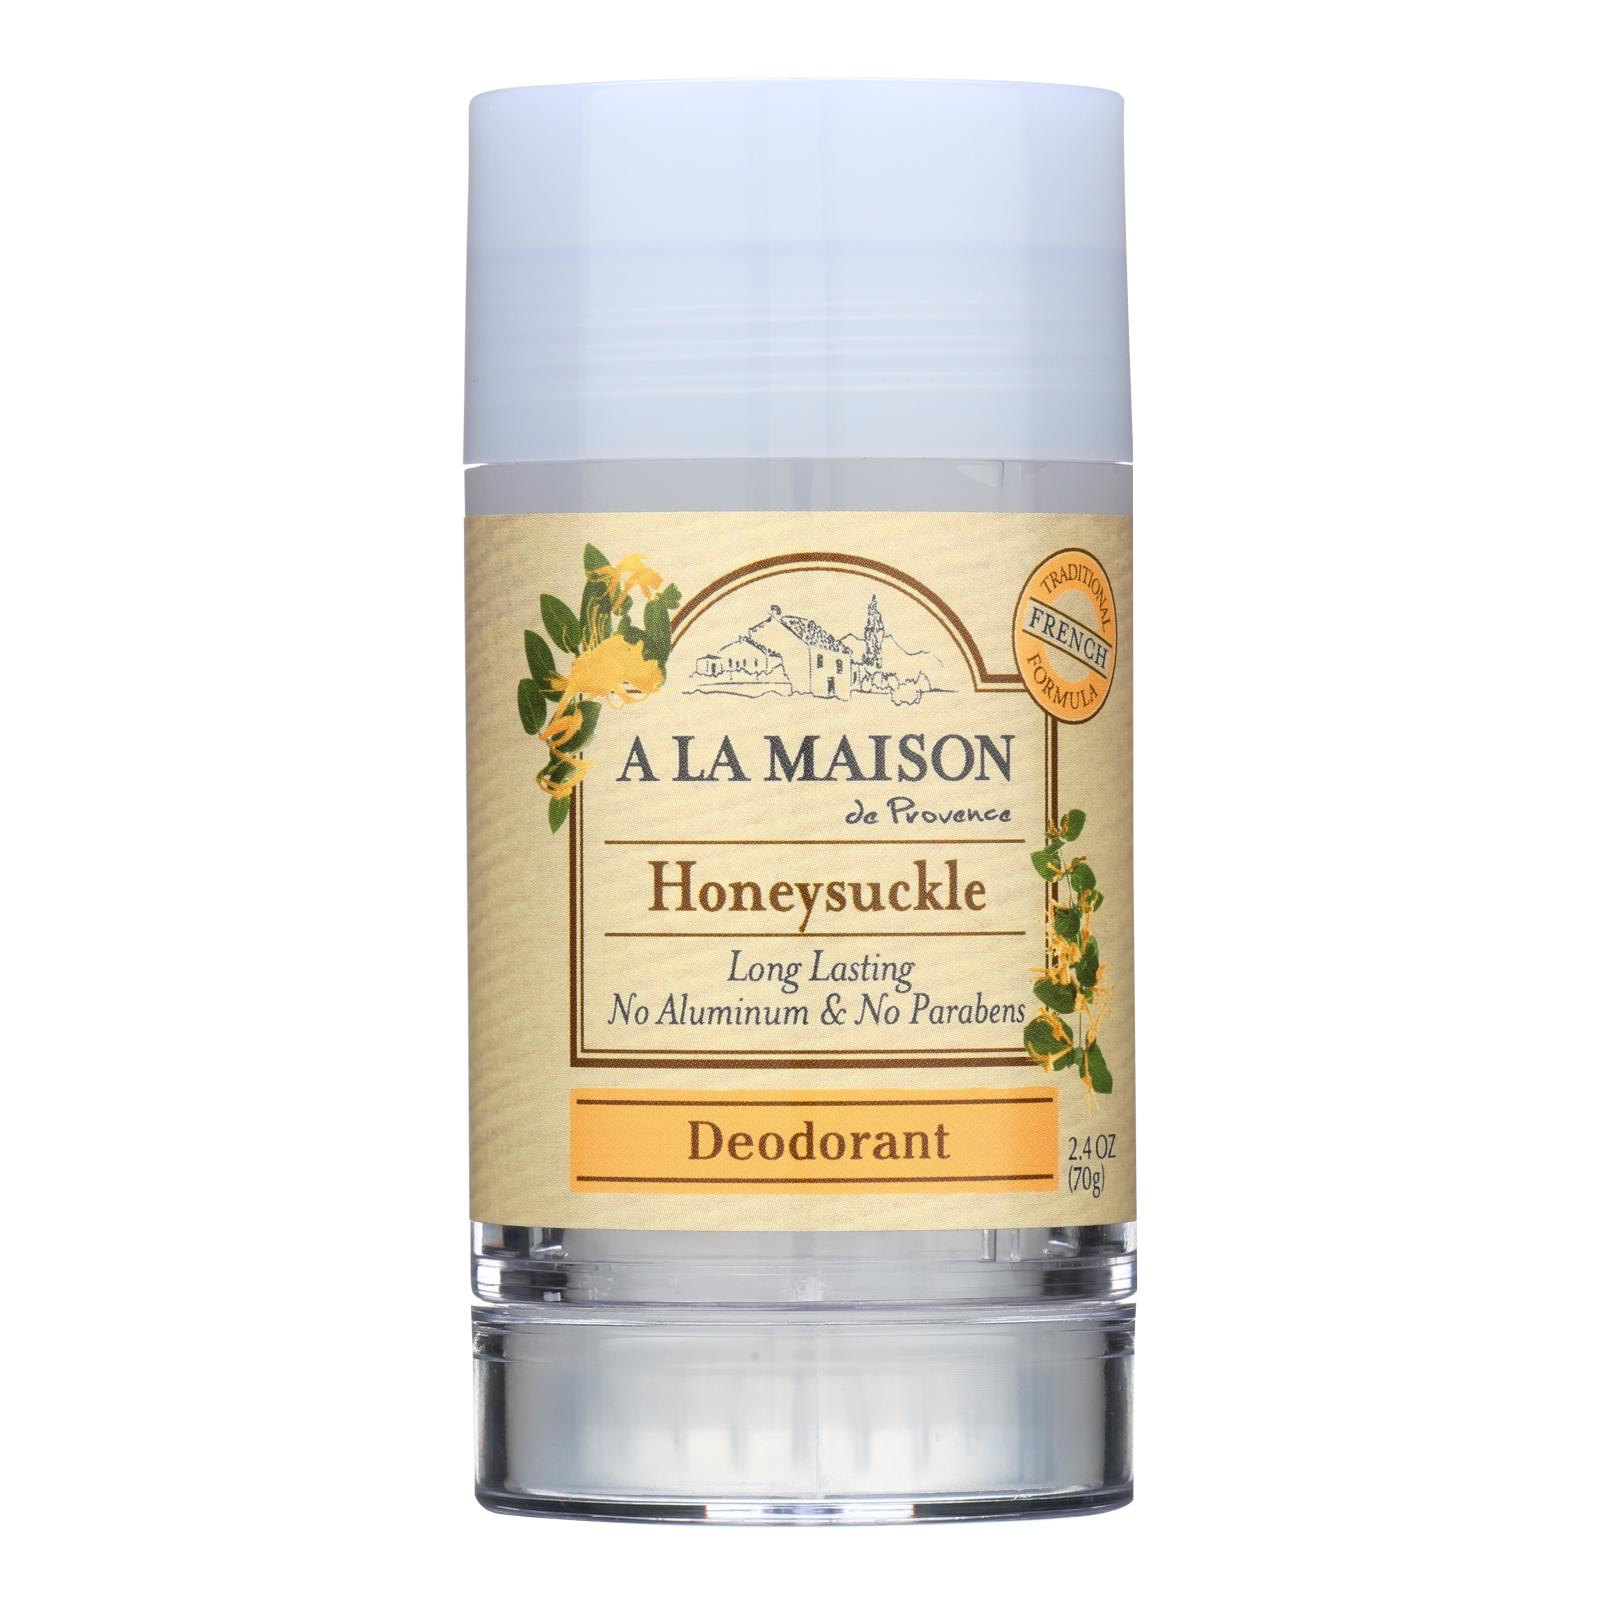 TRADITIONAL
FRENCH
FORMULA
A LA MAISON
de Provence
Honeysuckle
Long Lasting
No Aluminum & No Parabens
Deodorant
2.4 OZ
(70g)